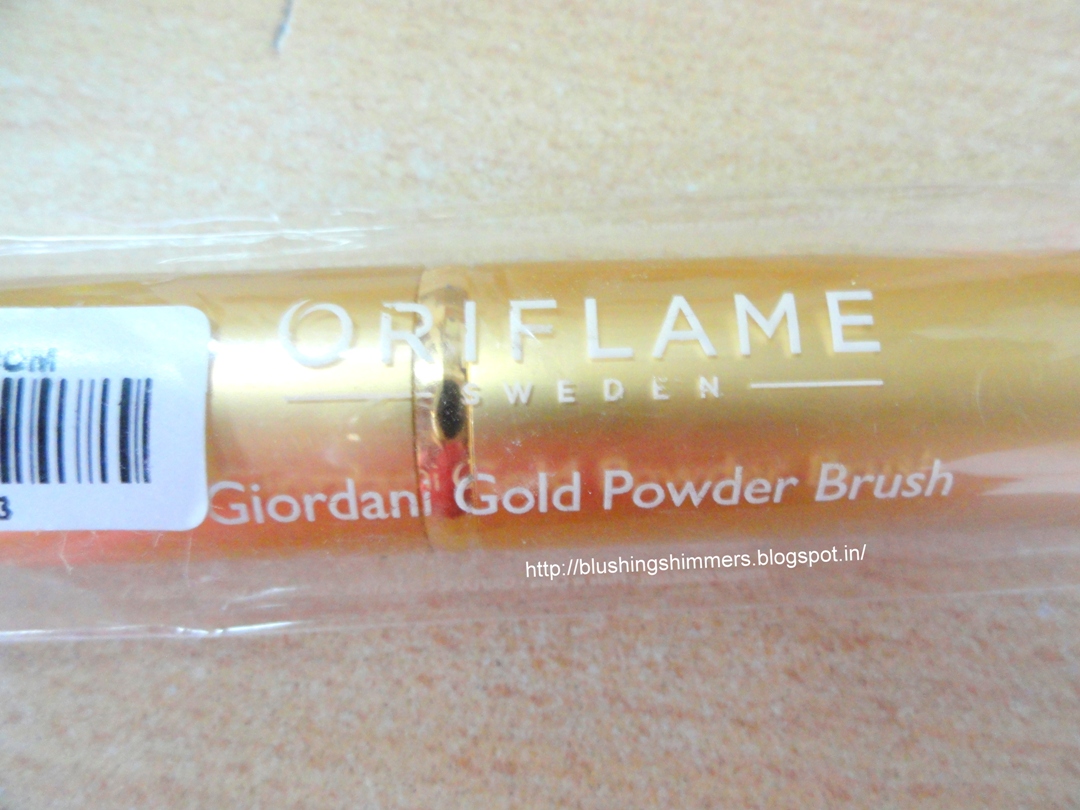 ORIFLAME
SWEDEN
Giordani Gold Powder Brush
http://blushingshimmers.blogspot.in/